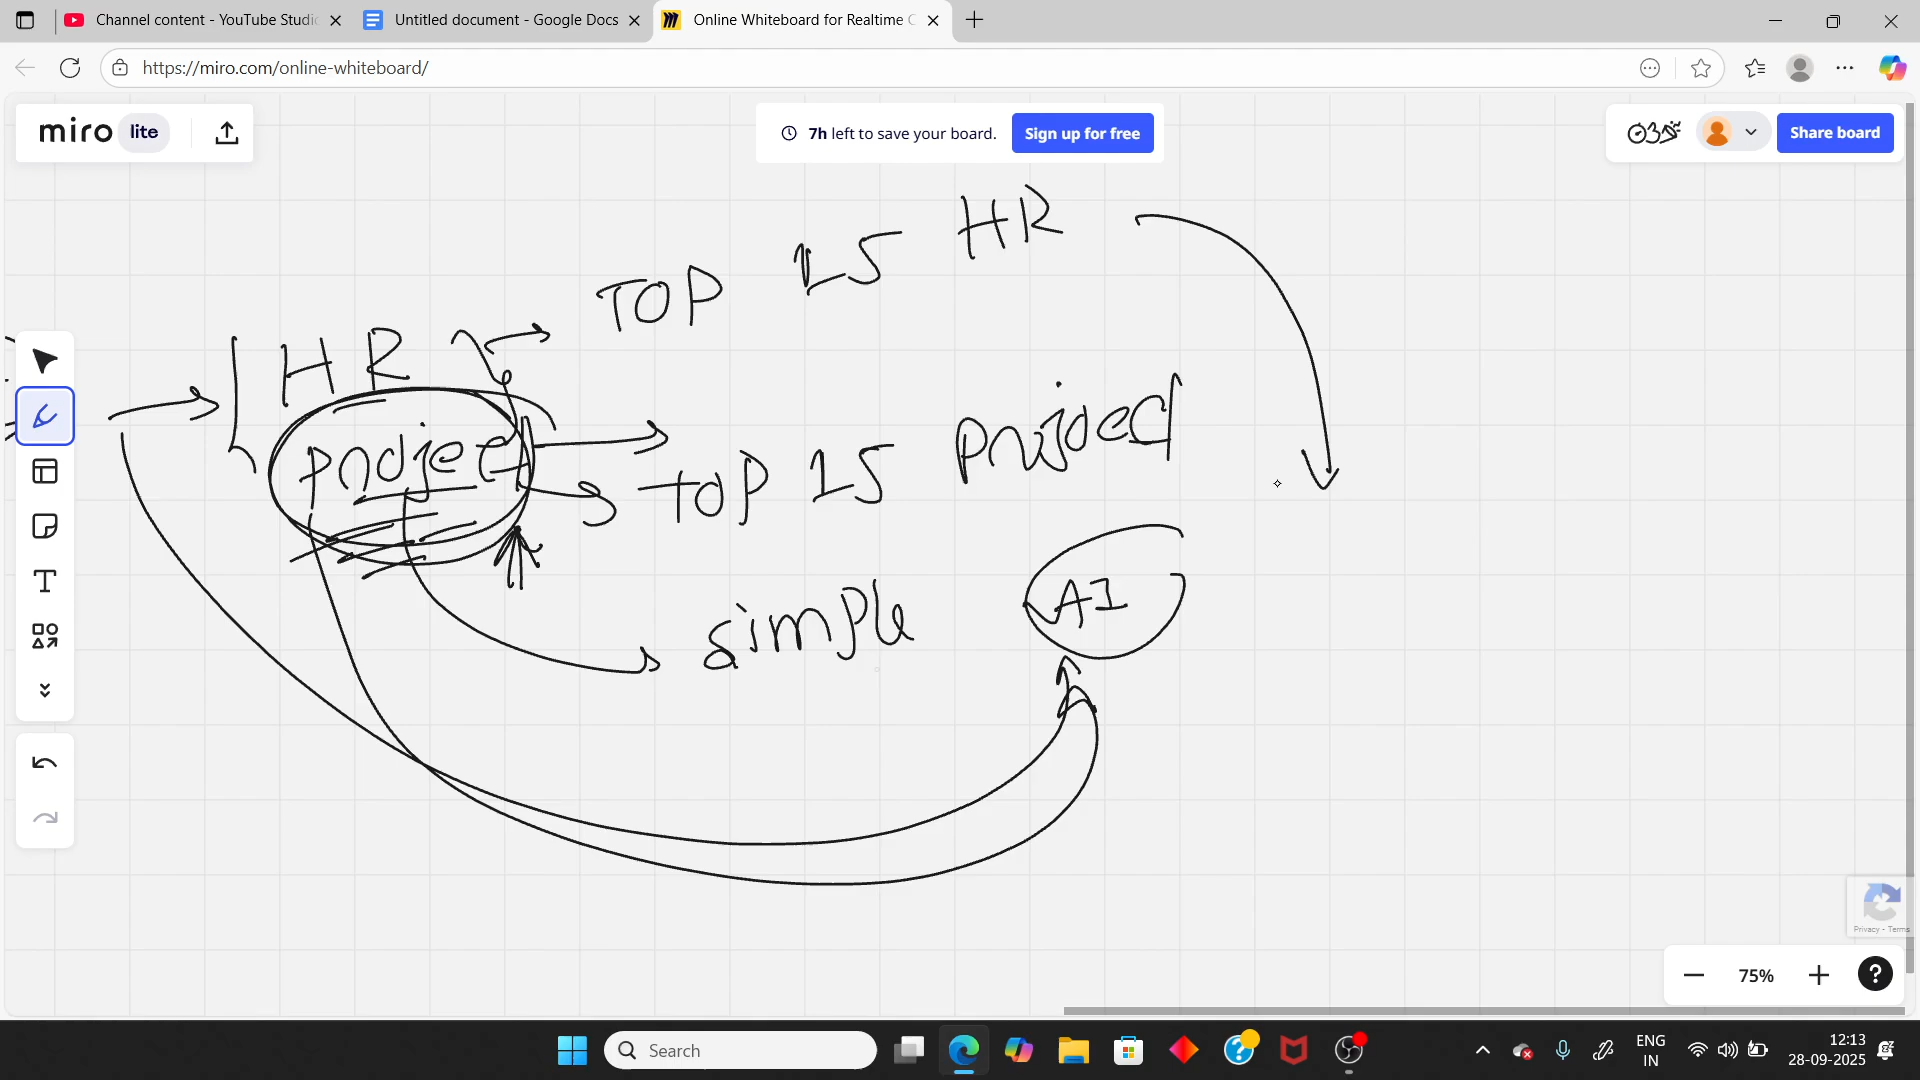 Channel content - YouTube Studio
Untitled document - Google Docs
Online Whiteboard for Realtime C
https://miro.com/online-whiteboard/
miro lite
7h left to save your board.
Sign up for free
Share board
TOP 15 HR
HR
project
TOP 15 project
simple
AI
Privacy - Terms
75%
?
Search
ENG
IN
12:13
28-09-2025